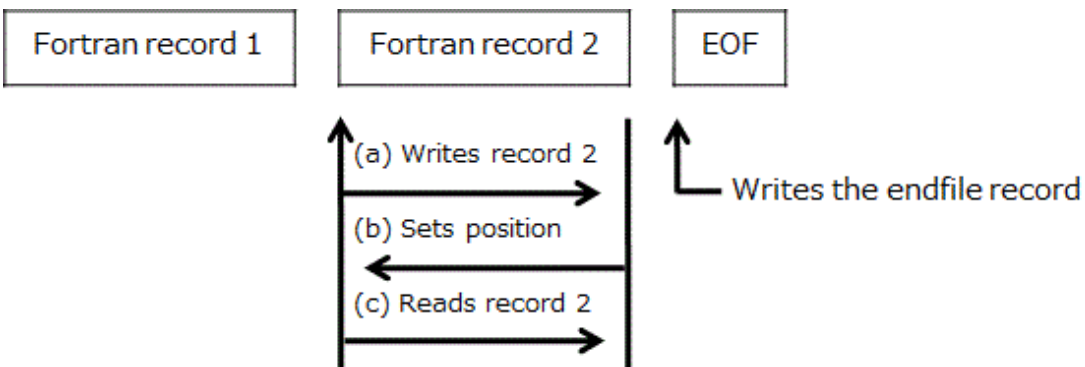 Fortran record 1
Fortran record 2
EOF
(a) Writes record 2
Writes the endfile record
(b) Sets position
(c) Reads record 2